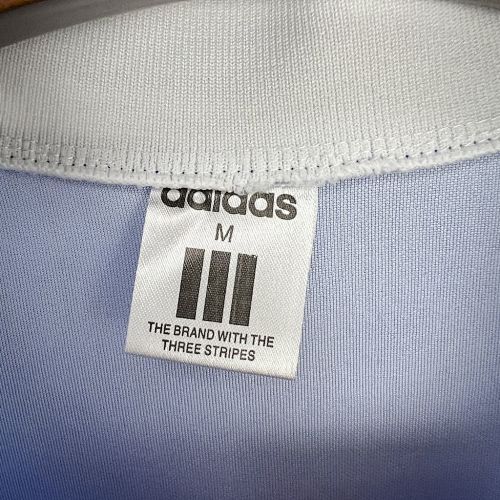 adidas
M
THE BRAND WITH THE
THREE STRIPES